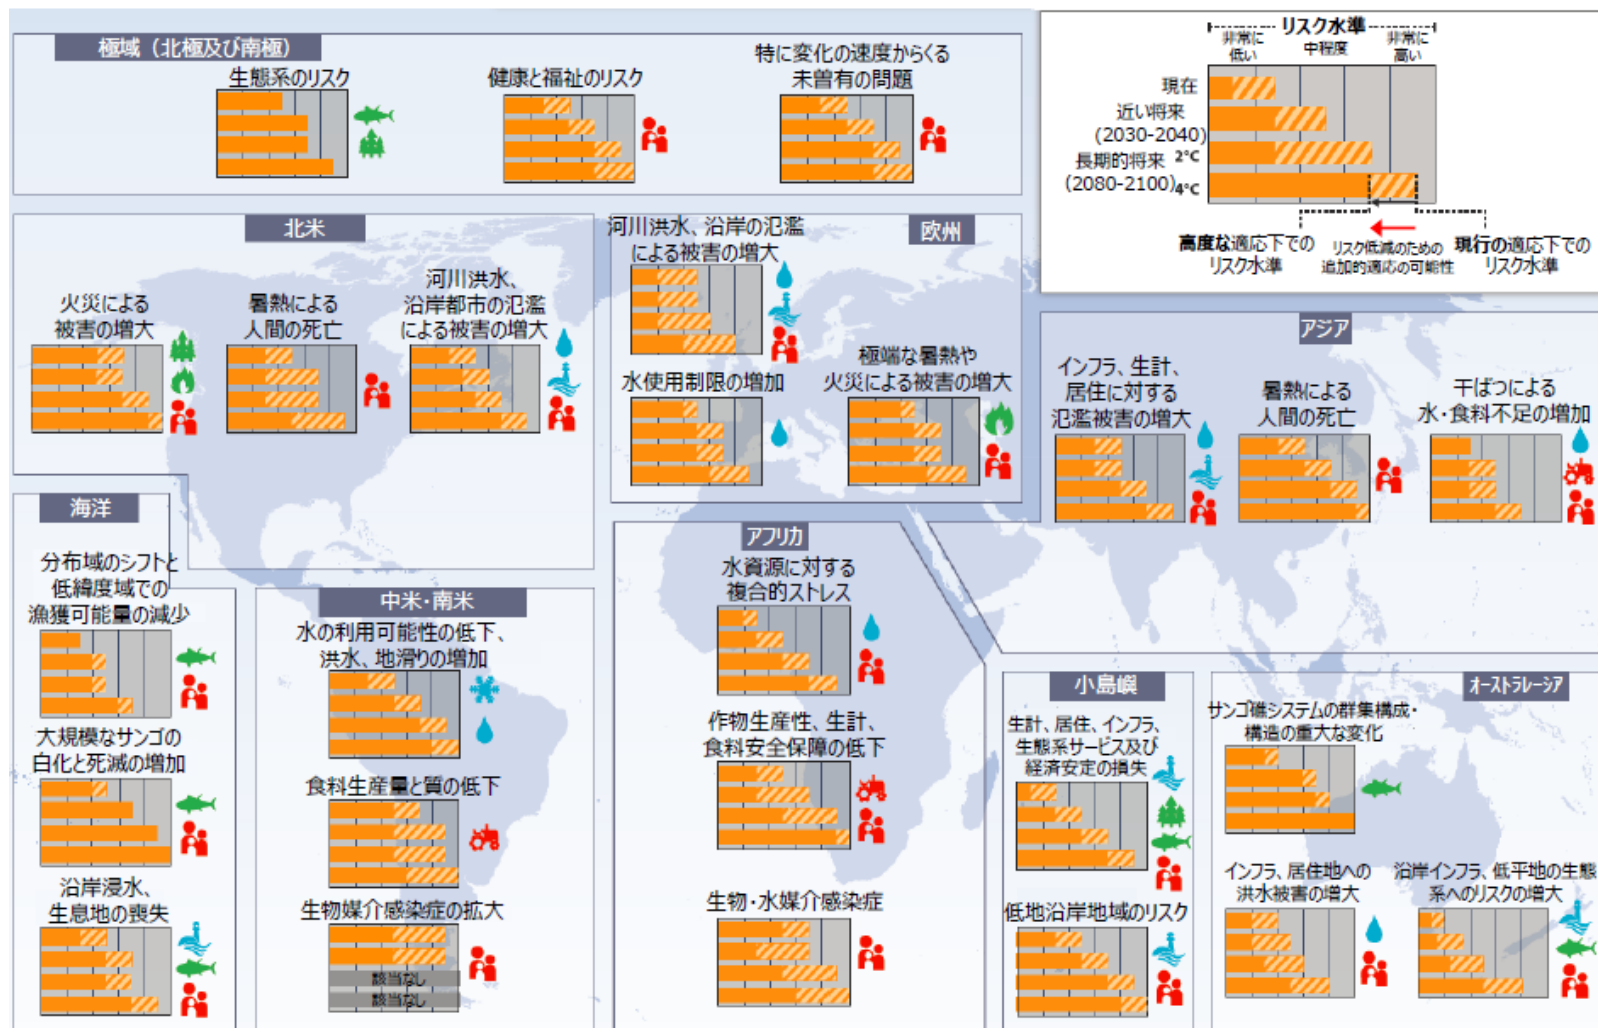 極域（北極及び南極）
生態系のリスク
健康と福祉のリスク
特に変化の速度からくる
未曾有の問題
リスク水準
非常に
低い
中程度
非常に
高い
現在
近い将来
(2030-2040)
長期的将来
(2080-2100)
2℃
4℃
高度な適応下での
リスク水準
リスク低減のための
追加的適応の可能性
現行の適応下での
リスク水準
北米
火災による
被害の増大
暑熱による
人間の死亡
河川洪水、
沿岸都市の氾濫
による被害の増大
欧州
河川洪水、沿岸の氾濫
による被害の増大
水使用制限の増加
極端な暑熱や
火災による被害の増大
アジア
インフラ、生計、
居住に対する
氾濫被害の増大
暑熱による
人間の死亡
干ばつによる
水・食料不足の増加
海洋
分布域のシフトと
低緯度域での
漁獲可能量の減少
大規模なサンゴの
白化と死滅の増加
沿岸浸水、
生息地の喪失
中米・南米
水の利用可能性の低下、
洪水、地滑りの増加
食料生産量と質の低下
生物媒介感染症の拡大
該当なし
該当なし
アフリカ
水資源に対する
複合的ストレス
作物生産性、生計、
食料安全保障の低下
生物・水媒介感染症
小島嶼
生計、居住、インフラ、
生態系サービス及び
経済安定の損失
低地沿岸地域のリスク
オーストラレーシア
サンゴ礁システムの群集構成・
構造の重大な変化
インフラ、居住地への
洪水被害の増大
沿岸インフラ、低平地の生態
系へのリスクの増大